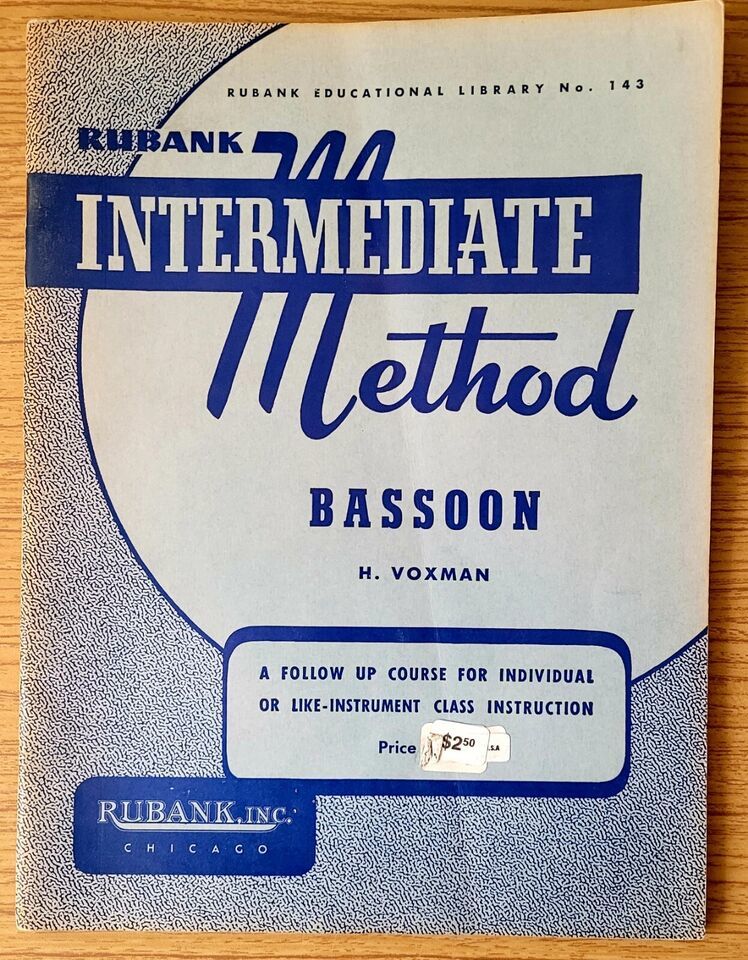 RUBANK EDUCATIONAL LIBRARY No. 143
RUBANK
INTERMEDIATE
Method
BASSOON
H. VOXMAN
A FOLLOW UP COURSE FOR INDIVIDUAL
OR LIKE-INSTRUMENT CLASS INSTRUCTION
Price $2.50 .S.A
RUBANK, INC.
CHICAGO